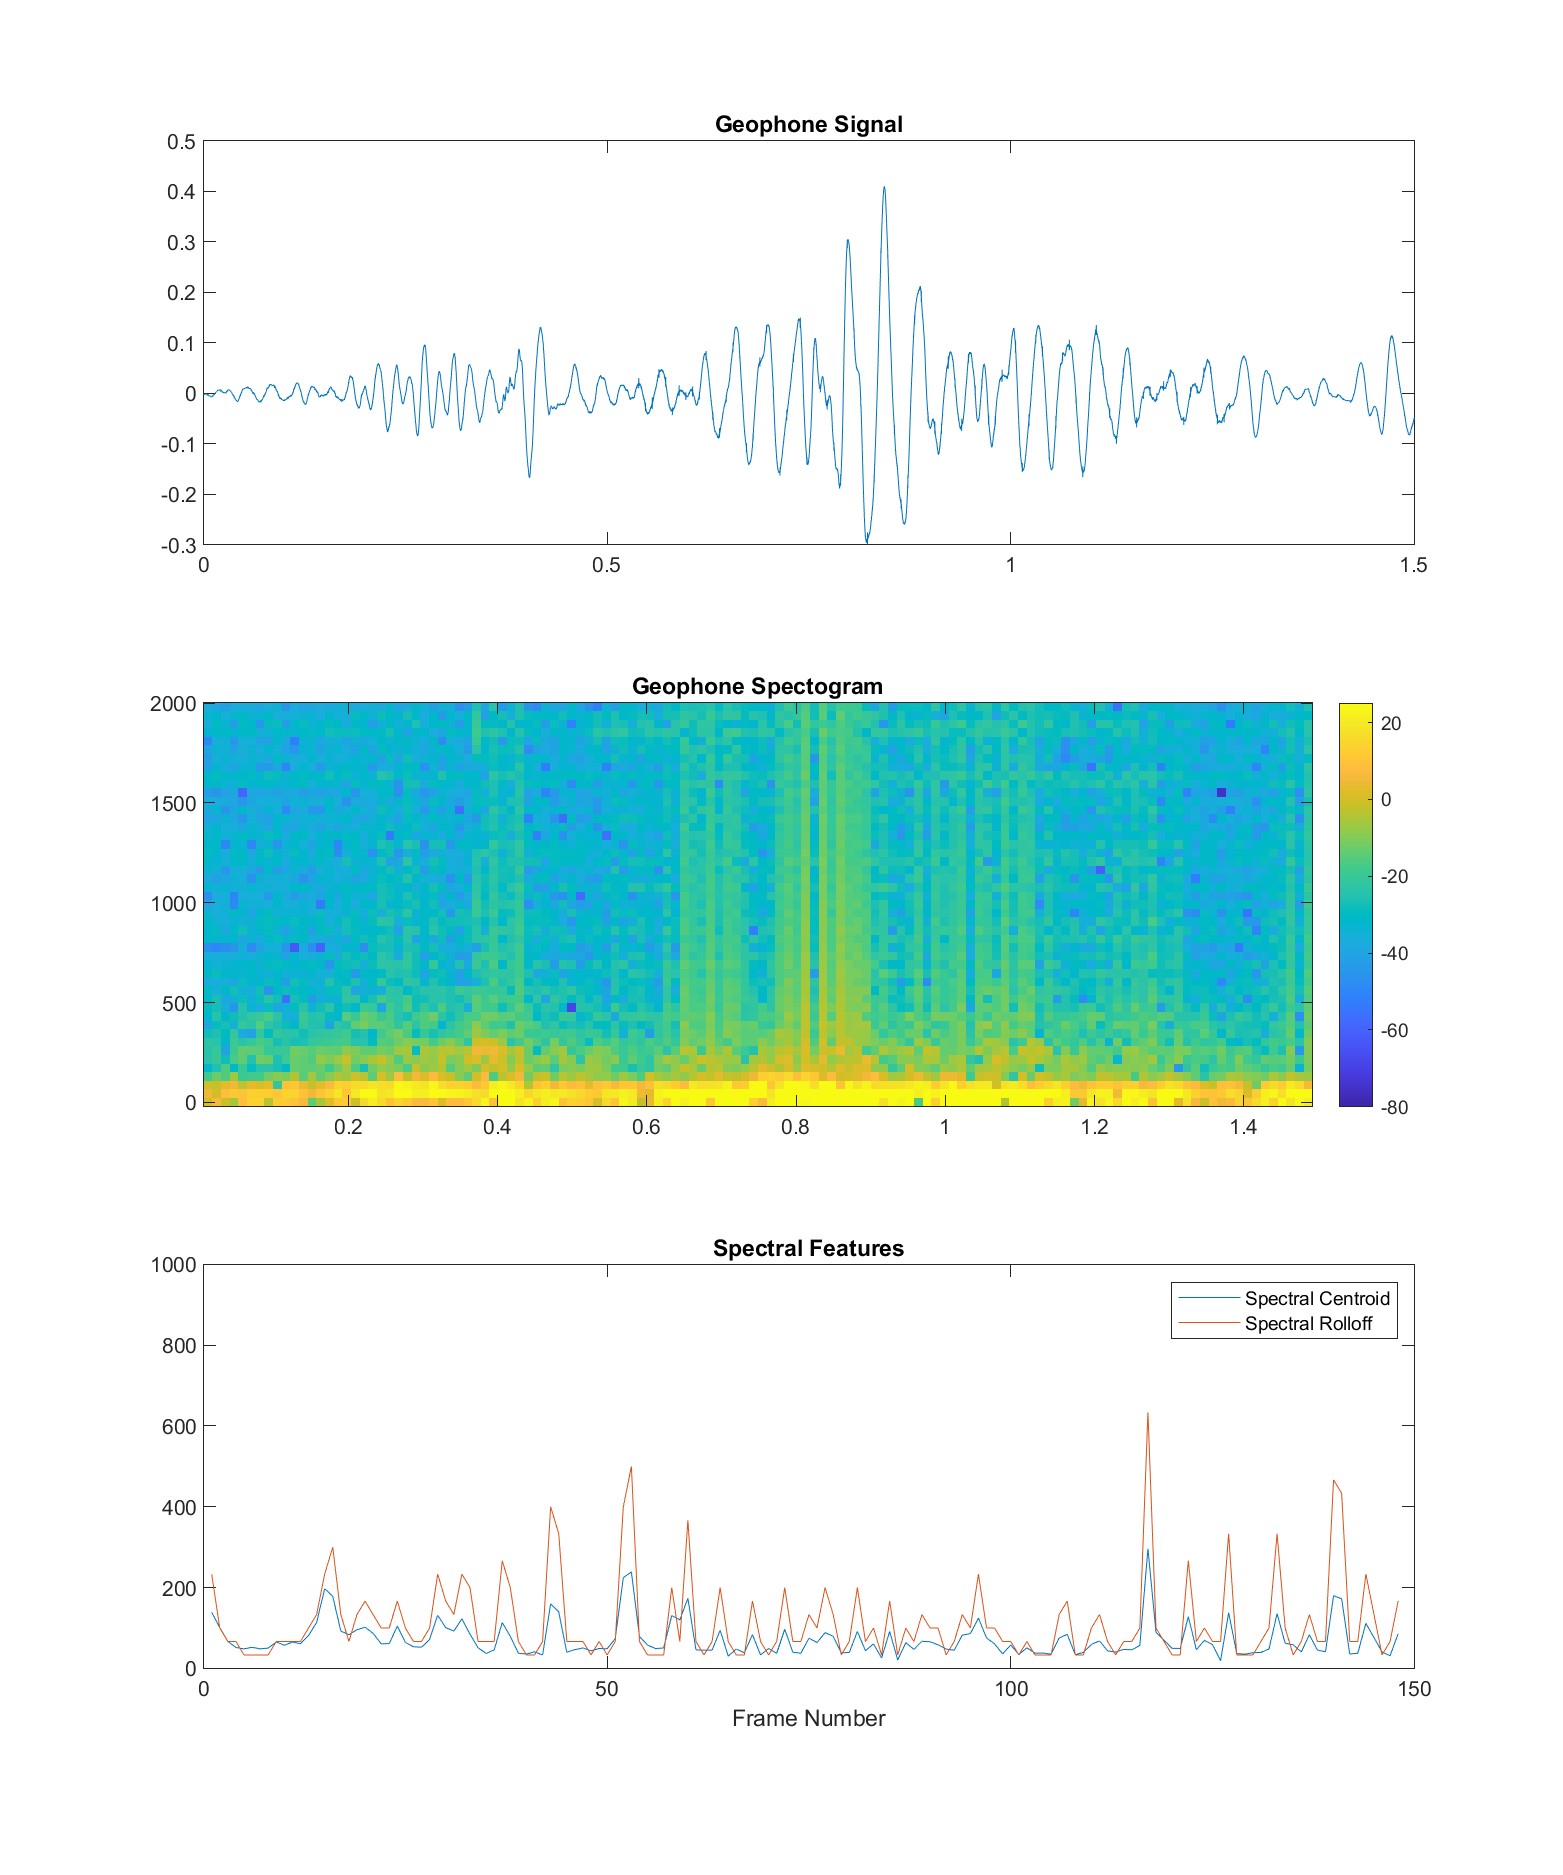 Geophone Signal
0.5
0.4
0.3
0.2
0.1
0
-0.1
-0.2
-0.3
0 0.5 1 1.5
Geophone Spectogram
2000
1500
1000
500
0
20
0
-20
-40
-60
-80
0.2 0.4 0.6 0.8 1 1.2 1.4
Spectral Features
1000
800
600
400
200
0
Spectral Centroid
Spectral Rolloff
0 50 100 150
Frame Number